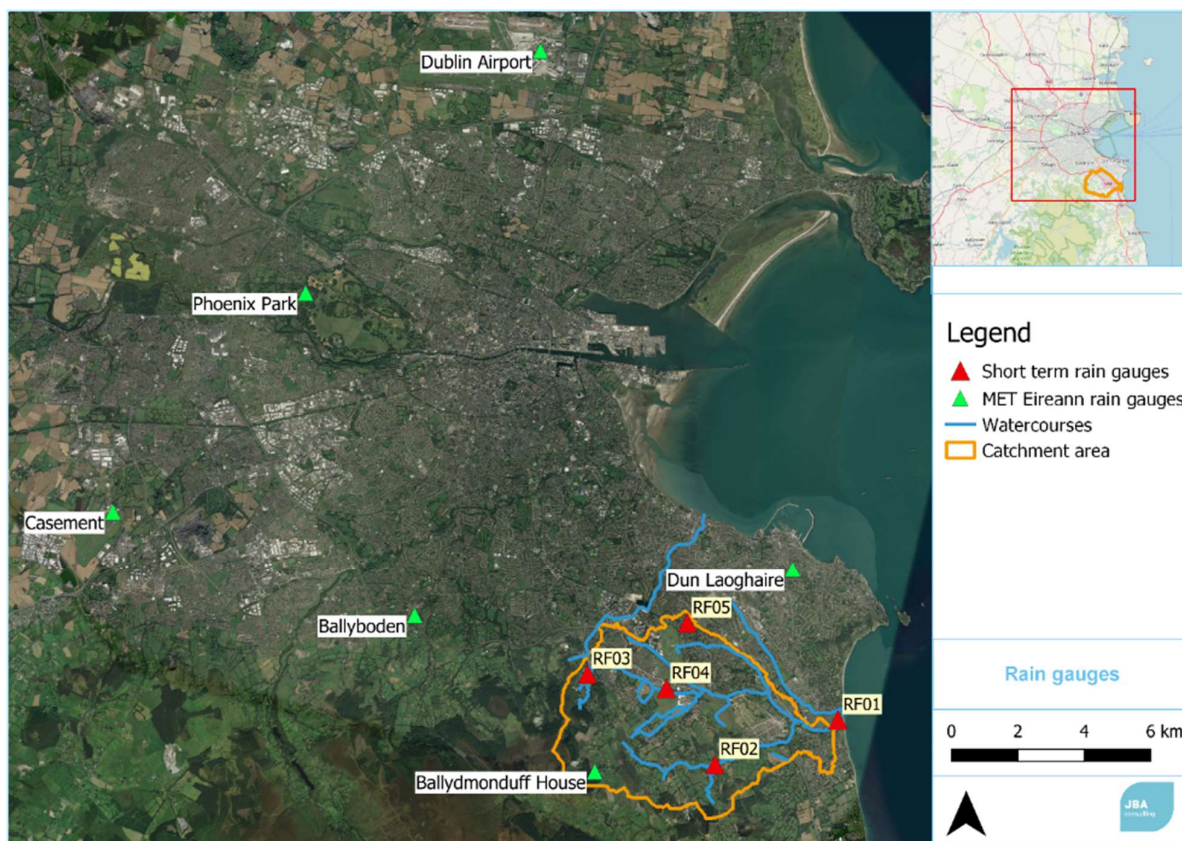 Dublin Airport
Phoenix Park
Casement
Dun Laoghaire
Ballyboden
RF05
RF03
RF04
RF01
RF02
Ballydmonduff House
Legend
Short term rain gauges
MET Eireann rain gauges
Watercourses
Catchment area
Rain gauges
0 2 4 6 km
JBA
consulting